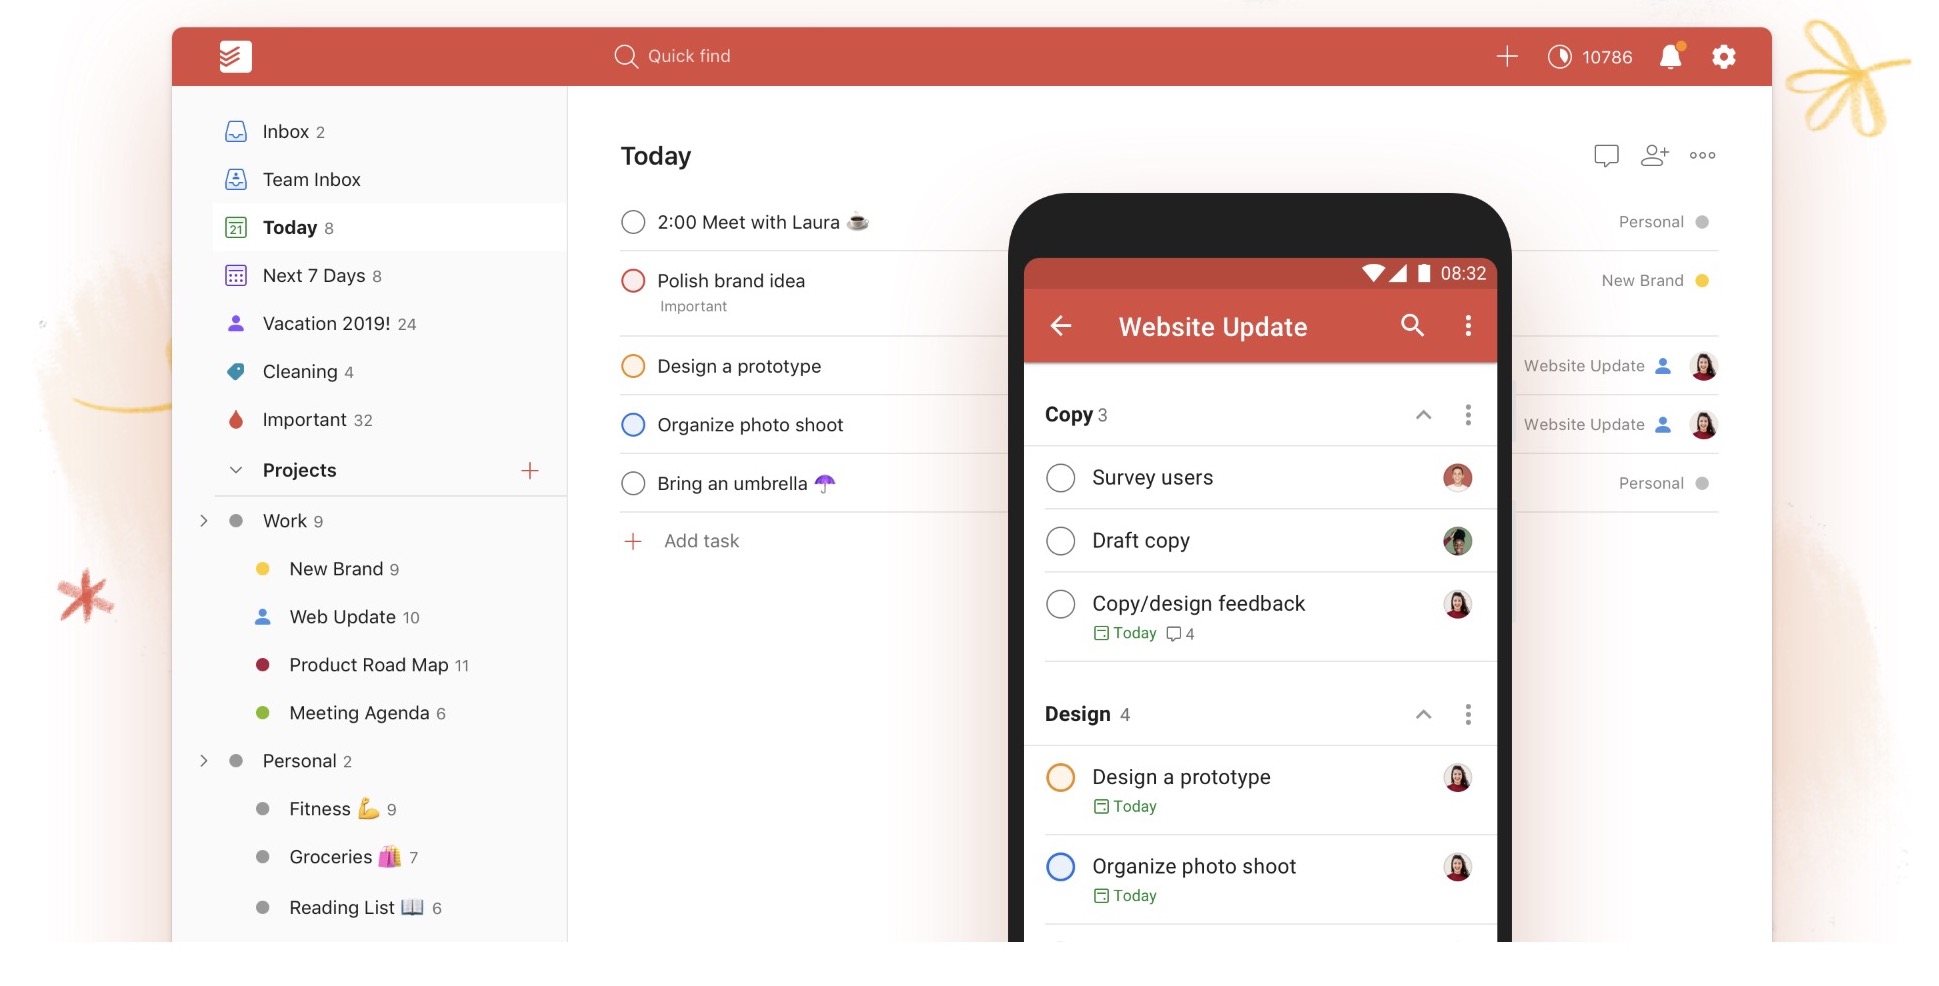 Quick find
10786
Inbox 2
Team Inbox
21 Today 8
Next 7 Days 8
Vacation 2019! 24
Cleaning 4
Important 32
Projects
Work 9
New Brand 9
Web Update 10
Product Road Map 11
Meeting Agenda 6
Personal 2
Fitness 💪 9
Groceries 🛍️ 7
Reading List 📖 6
Today
2:00 Meet with Laura ☕
Personal
Polish brand idea
Important
New Brand
Design a prototype
Website Update
Organize photo shoot
Website Update
Bring an umbrella ☂
Personal
Add task
08:32
Website Update
Copy 3
Survey users
Draft copy
Copy/design feedback
Today 4
Design 4
Design a prototype
Today
Organize photo shoot
Today